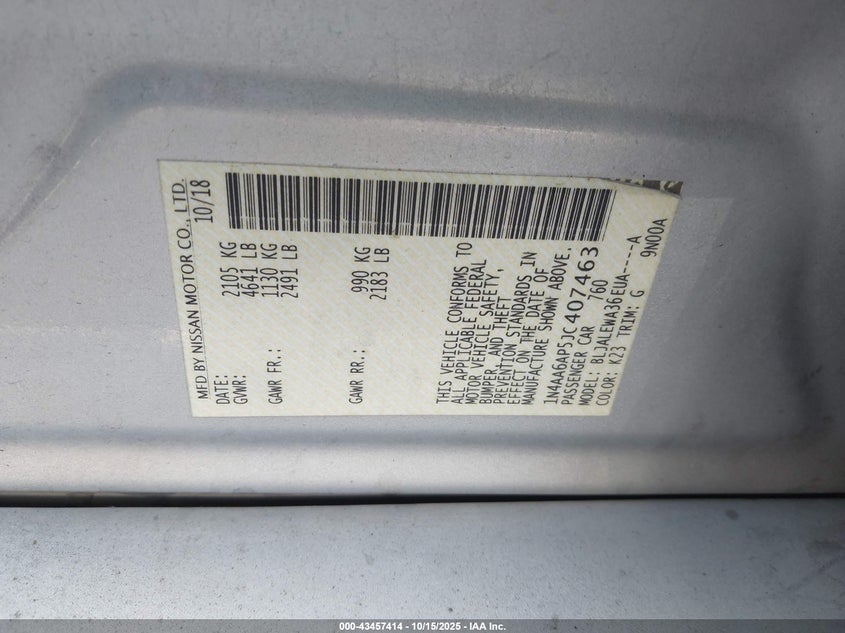 MFD BY NISSAN MOTOR CO., LTD.
DATE: 10/18
GVWR: 2105 KG
4641 LB
GAWR FR.: 1130 KG
2491 LB
GAWR RR.: 990 KG
2183 LB
THIS VEHICLE CONFORMS TO
ALL APPLICABLE FEDERAL
MOTOR VEHICLE SAFETY,
BUMPER, AND THEFT
PREVENTION STANDARDS IN
EFFECT ON THE DATE OF
MANUFACTURE SHOWN ABOVE.
1N4AA6AP5JC407463
PASSENGER CAR 760
MODEL: BLJALEWA36EUA----A
COLOR: K23 TRIM: G 9N00A
000-43457414 - 10/15/2025 - IAA Inc.